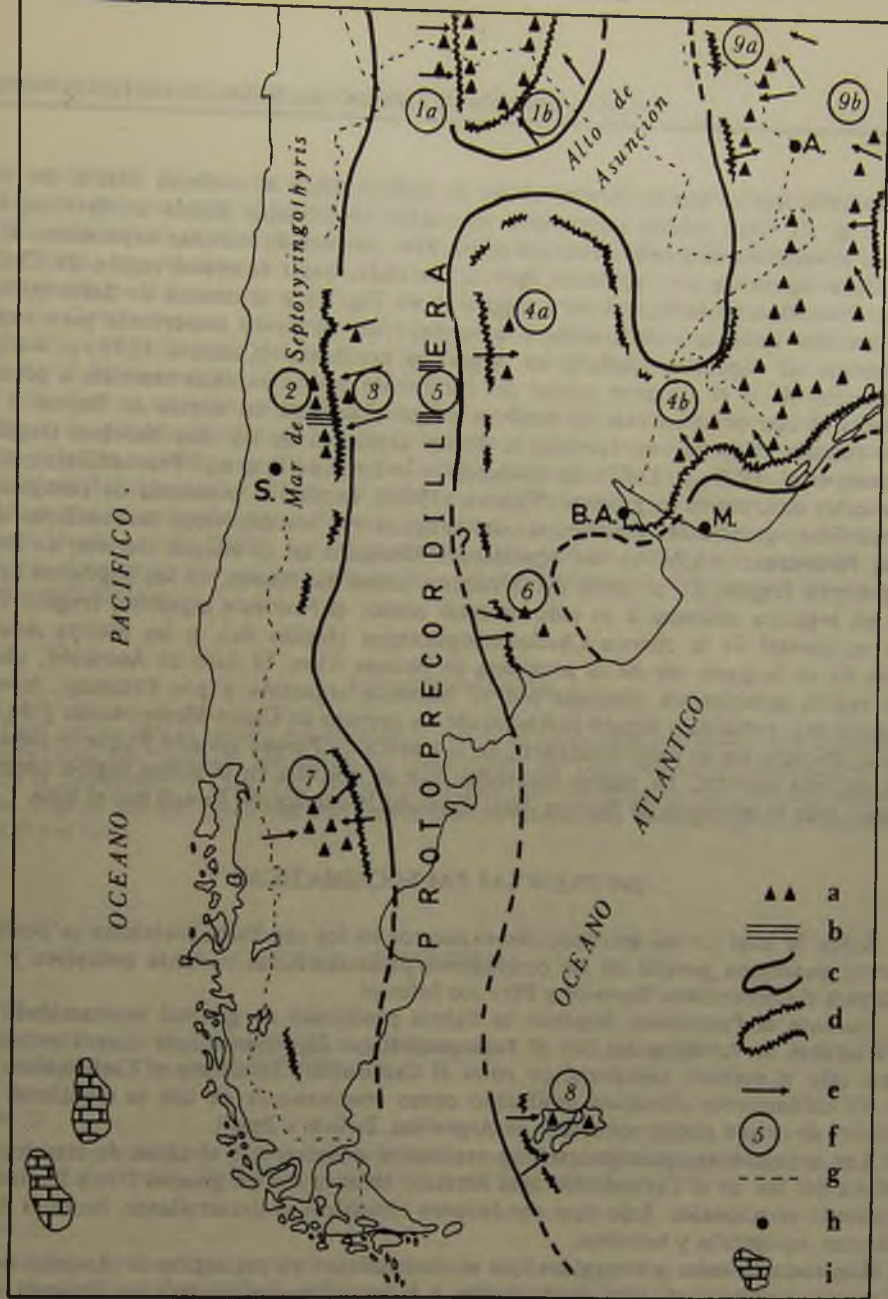 9a
1a
1b
9b
Alto de
Asunción
A.
Mar de Septosyringothyris
4a
2
3
5
4b
S.
B.A.
M.
?
PROTOPRECORDILLERA
6
OCEANO PACIFICO
OCEANO ATLANTICO
7
a
b
c
d
8
e
5 f
g
h
i